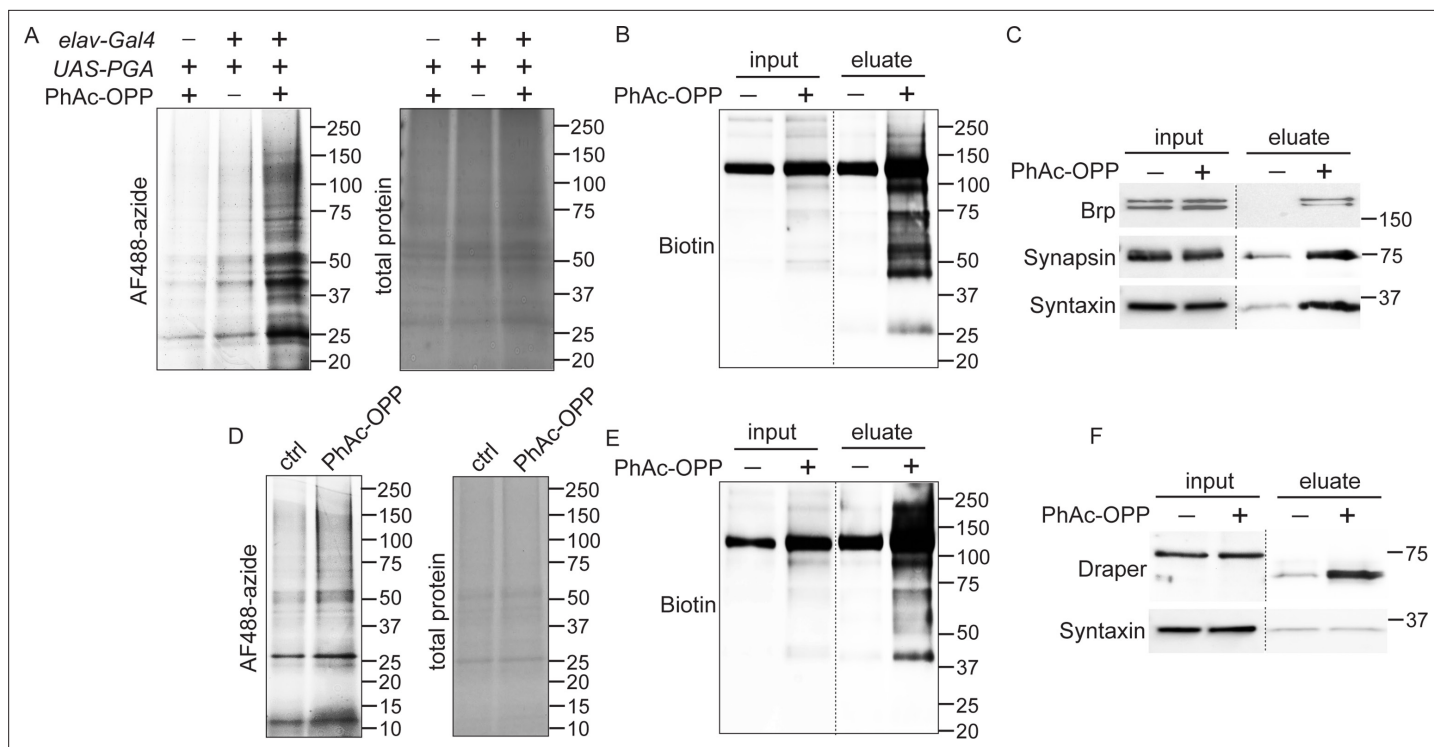 A
elav-Gal4 – + + – + +
UAS-PGA + + + + + +
PhAc-OPP + – + + – +
AF488-azide
250
150
100
75
50
37
25
20
total protein
250
150
100
75
50
37
25
20
B
input eluate
PhAc-OPP – + – +
Biotin
250
150
100
75
50
37
25
20
C
input eluate
PhAc-OPP – + – +
Brp
150
Synapsin
75
Syntaxin
37
D
ctrl PhAc-OPP
AF488-azide
250
150
100
75
50
37
25
20
15
10
ctrl PhAc-OPP
total protein
250
150
100
75
50
37
25
20
15
10
E
input eluate
PhAc-OPP – + – +
Biotin
250
150
100
75
50
37
25
20
F
input eluate
PhAc-OPP – + – +
Draper
75
Syntaxin
37